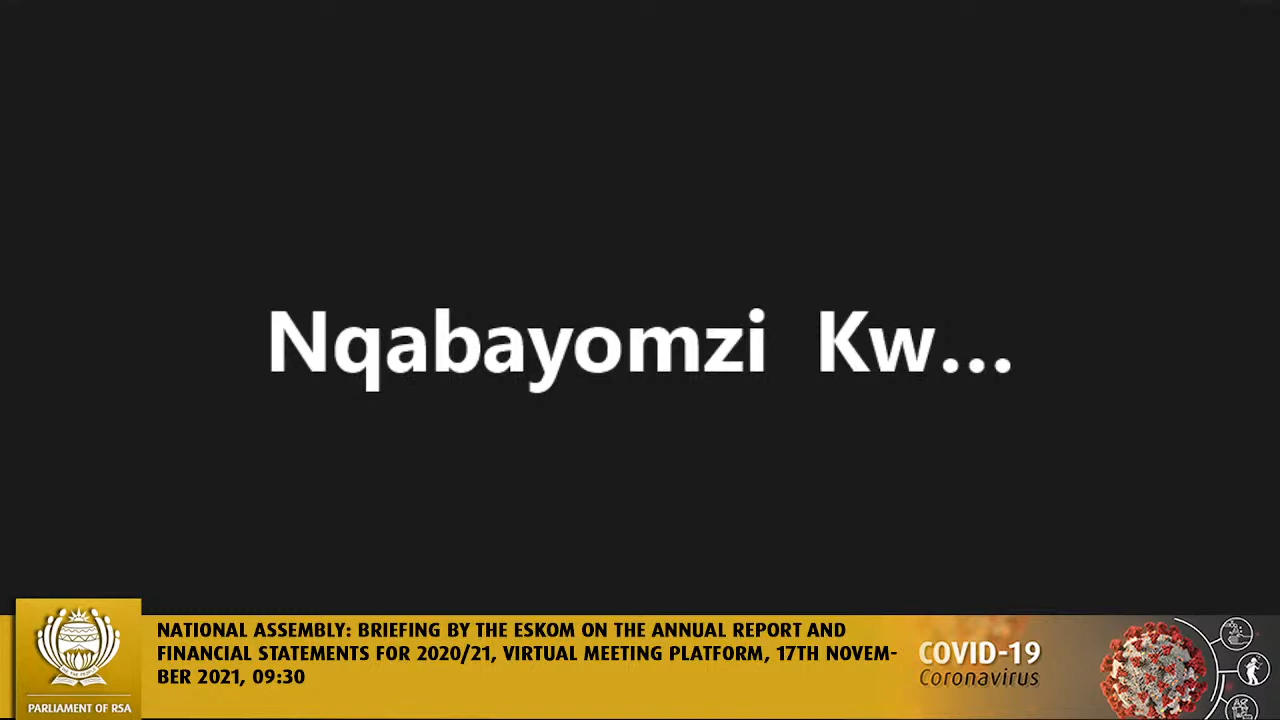 Nqabayomzi Kw...
NATIONAL ASSEMBLY: BRIEFING BY THE ESKOM ON THE ANNUAL REPORT AND
FINANCIAL STATEMENTS FOR 2020/21, VIRTUAL MEETING PLATFORM, 17TH NOVEM-
BER 2021, 09:30
PARLIAMENT OF RSA
COVID-19
Coronavirus